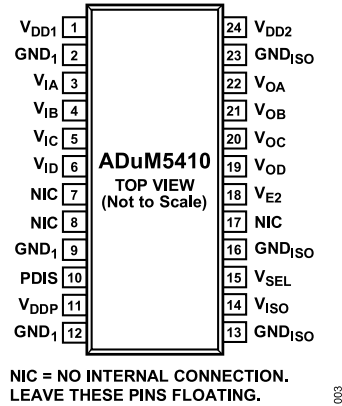 VDD1 1 24 VDD2
GND1 2 23 GNDISO
VIA 3 22 VOA
VIB 4 21 VOB
VIC 5 20 VOC
VID 6 19 VOD
ADuM5410
TOP VIEW
(Not to Scale)
NIC 7 18 VE2
NIC 8 17 NIC
GND1 9 16 GNDISO
PDIS 10 15 VSEL
VDDP 11 14 VISO
GND1 12 13 GNDISO
NIC = NO INTERNAL CONNECTION.
LEAVE THESE PINS FLOATING.
003